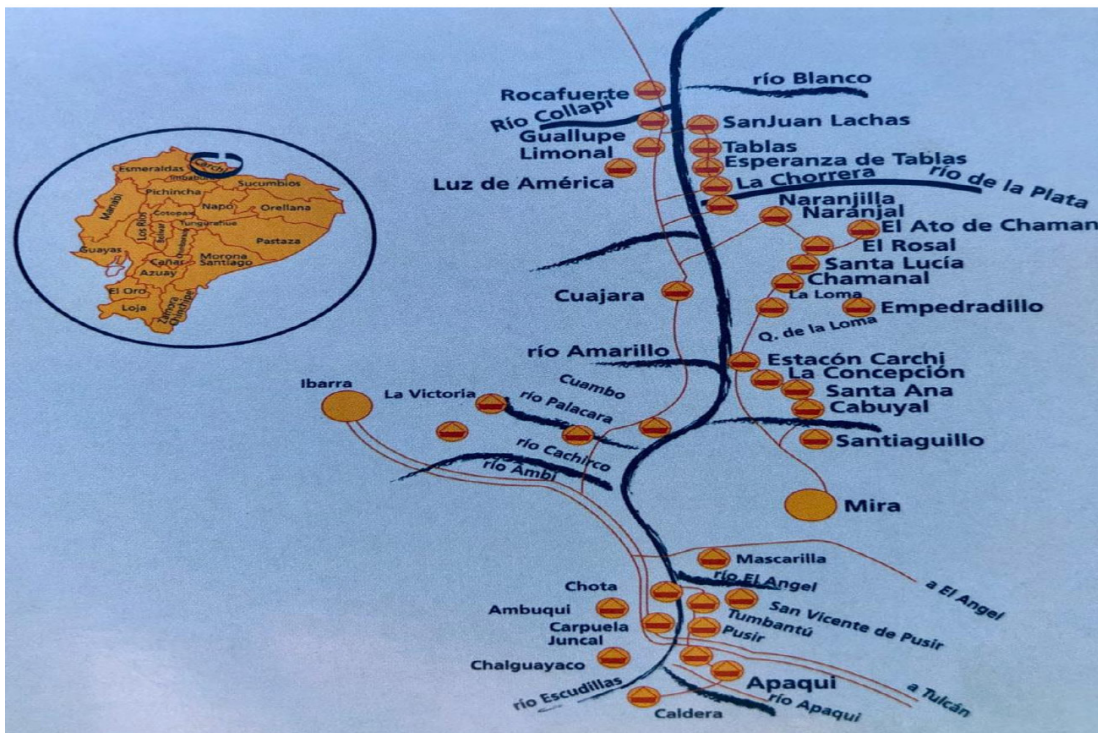 río Blanco
Rocafuerte
Río Collapi
SanJuan Lachas
Guallupe
Limonal
Tablas
Esperanza de Tablas
Luz de América
La Chorrera
río de la Plata
Naranjilla
Naránjal
El Ato de Chaman
El Rosal
Santa Lucía
Chamanal
Cuajara
La Loma
Empedradillo
Q. de la Loma
río Amarillo
Estacón Carchi
La Concepción
Santa Ana
Cabuyal
Santiaguillo
Ibarra
La Victoria
Cuambo
río Palacara
río Cachirco
río Ambi
Mira
Mascarilla
río El Angel
a El Angel
Chota
San Vicente de Pusir
Ambuqui
Tumbantú
Carpuela
Pusir
Juncal
Chalguayaco
Apaqui
a Tulcán
río Escudillas
río Apaqui
Caldera
Esmeraldas
Carchi
Imbabura
Sucumbios
Pichincha
Manabi
Napo
Orellana
Cotopaxi
Los Ríos
Tungurahua
Bolivar
Pastaza
Guayas
Morona
Santiago
Cañar
Azuay
El Oro
Loja
Zamora
Chinchipe